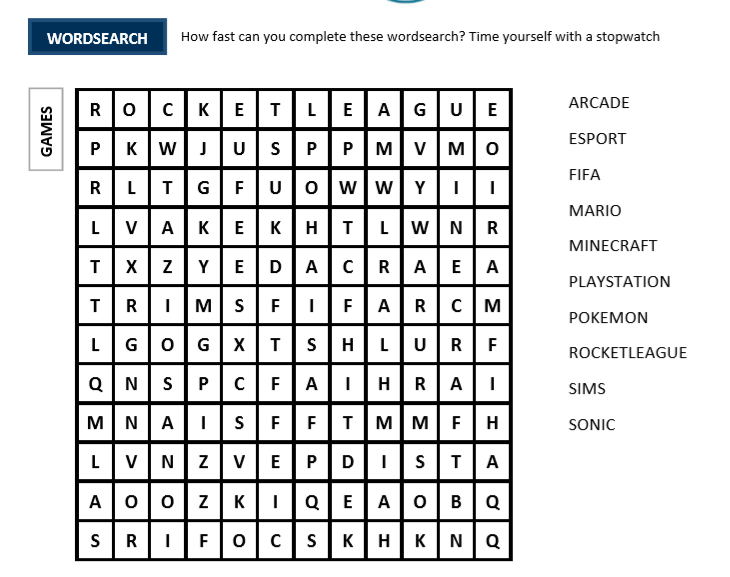 WORDSEARCH
How fast can you complete these wordsearch? Time yourself with a stopwatch
GAMES
R O C K E T L E A G U E
P K W J U S P P M V M O
R L T G F U O W W Y I I
L V A K E K H T L W N R
T X Z Y E D A C R A E A
T R I M S F I F A R C M
L G O G X T S H L U R F
Q N S P C F A I H R A I
M N A I S F F T M M F H
L V N Z V E P D I S T A
A O O Z K I Q E A O B Q
S R I F O C S K H K N Q
ARCADE
ESPORT
FIFA
MARIO
MINECRAFT
PLAYSTATION
POKEMON
ROCKETLEAGUE
SIMS
SONIC